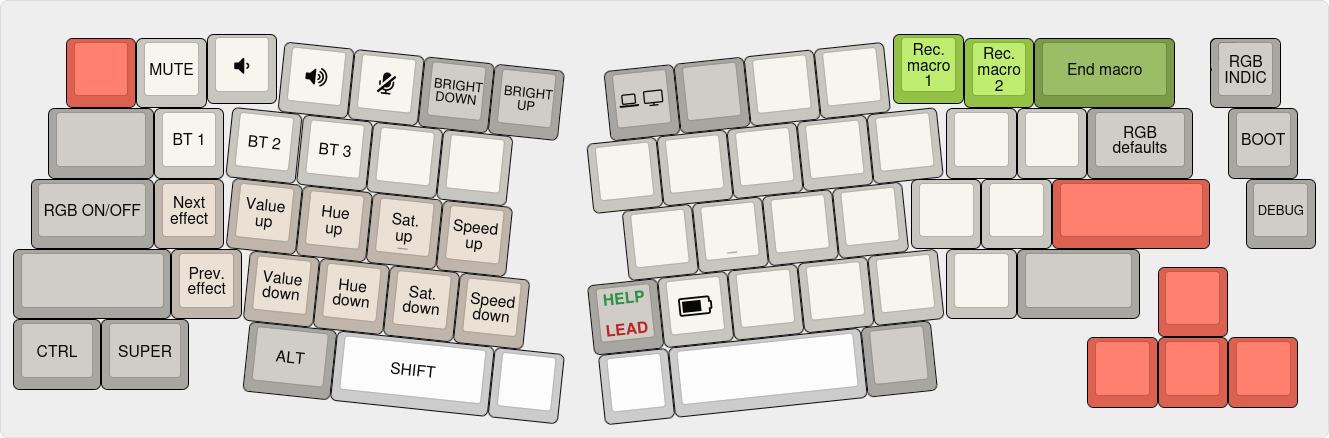 MUTE
BRIGHT
DOWN
BRIGHT
UP
Rec.
macro
1
Rec.
macro
2
End macro
RGB
INDIC
BT 1
BT 2
BT 3
RGB
defaults
BOOT
RGB ON/OFF
Next
effect
Value
up
Hue
up
Sat.
up
Speed
up
DEBUG
Prev.
effect
Value
down
Hue
down
Sat.
down
Speed
down
HELP
LEAD
CTRL
SUPER
ALT
SHIFT